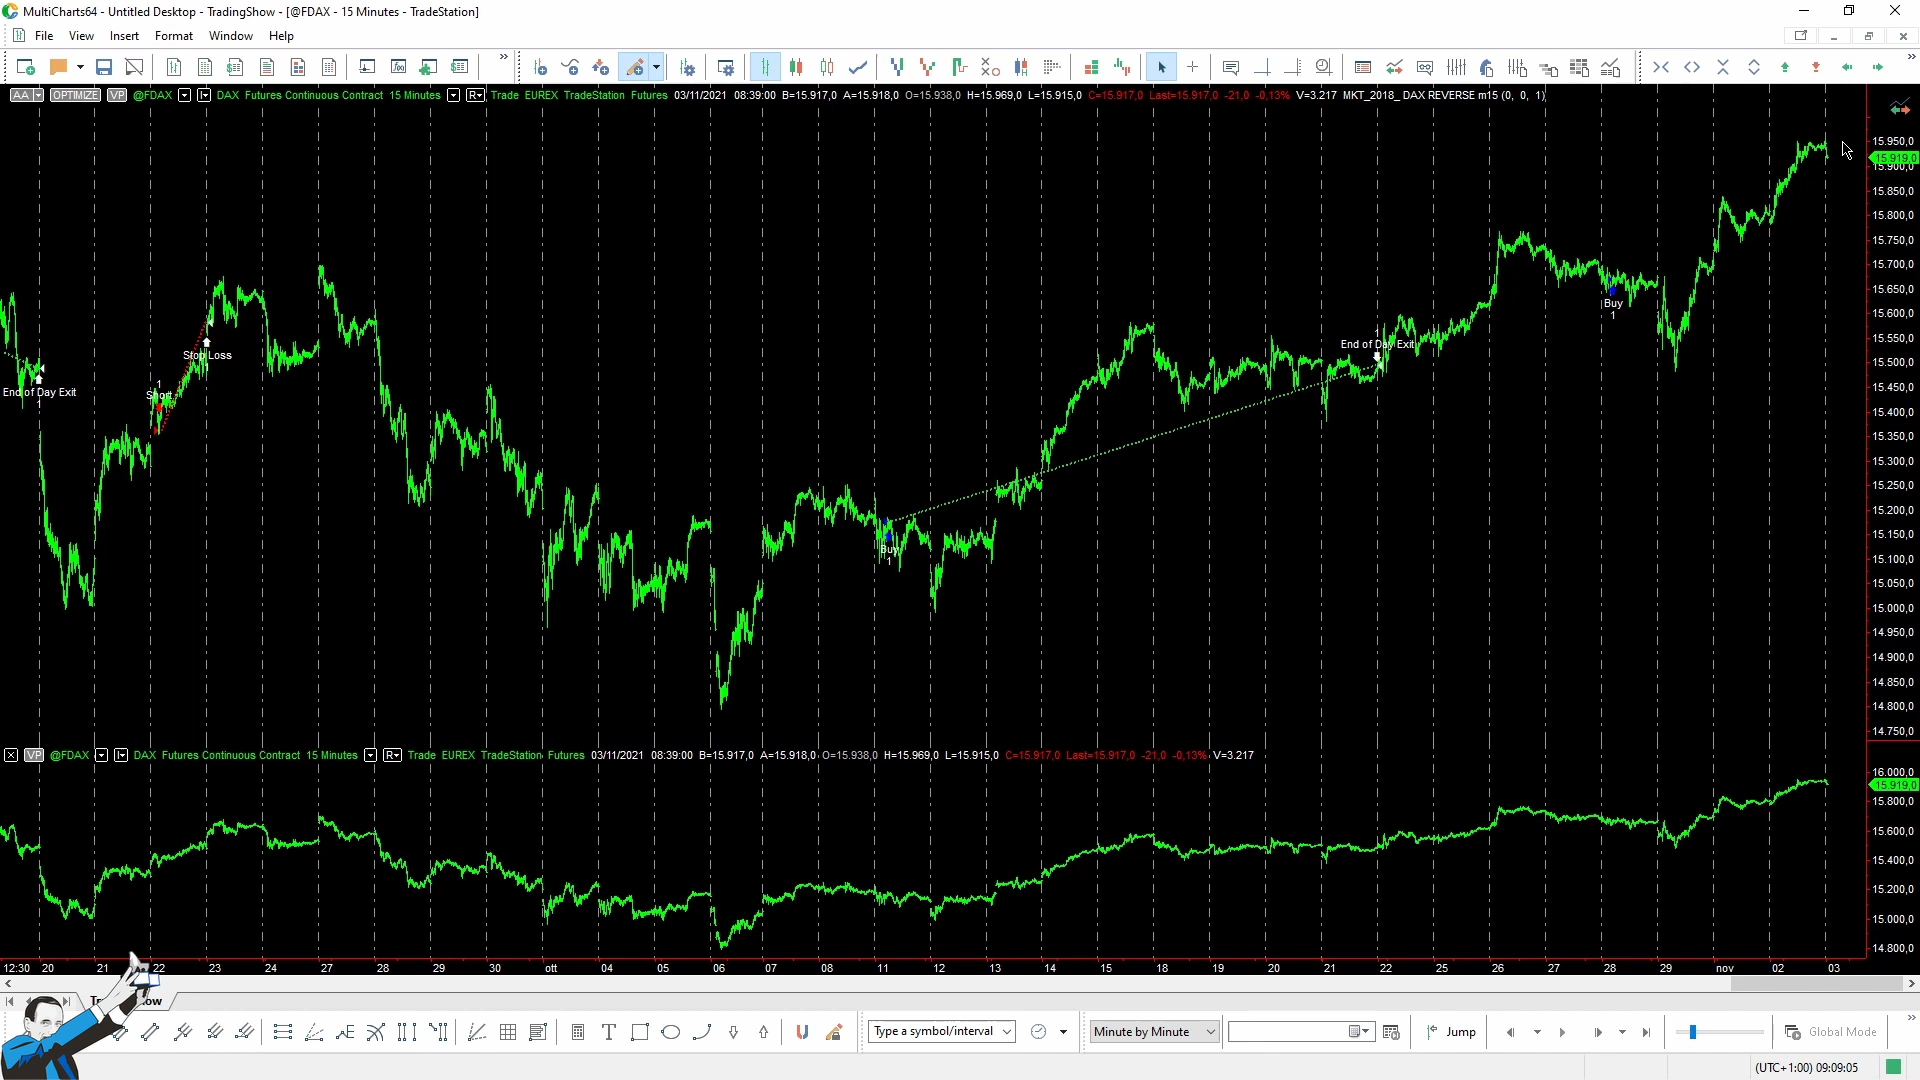 MultiCharts64 - Untitled Desktop - TradingShow - [@FDAX - 15 Minutes - TradeStation]
File View Insert Format Window Help
AA OPTIMIZE VP @FDAX I R DAX Futures Continuous Contract 15 Minutes Trade EUREX TradeStation Futures 03/11/2021 08:39:00 B=15.917,0 A=15.918,0 O=15.938,0 H=15.969,0 L=15.915,0 C=15.917,0 Last=15.917,0 -21,0 -0,13% V=3.217 MKT_2018_ DAX REVERSE m15 (0, 0, 1)
15.950,0
15.919,0
15.900,0
15.850,0
15.800,0
15.750,0
15.700,0
15.650,0
15.600,0
15.550,0
15.500,0
15.450,0
15.400,0
15.350,0
15.300,0
15.250,0
15.200,0
15.150,0
15.100,0
15.050,0
15.000,0
14.950,0
14.900,0
14.850,0
14.800,0
14.750,0
End of Day Exit
1
1
Short
Stop Loss
Buy
1
1
End of Day Exit
Buy
1
VP @FDAX I DAX Futures Continuous Contract 15 Minutes R Trade EUREX TradeStation Futures 03/11/2021 08:39:00 B=15.917,0 A=15.918,0 O=15.938,0 H=15.969,0 L=15.915,0 C=15.917,0 Last=15.917,0 -21,0 -0,13% V=3.217
16.000,0
15.919,0
15.800,0
15.600,0
15.400,0
15.200,0
15.000,0
14.800,0
12:30 20 21 22 23 24 27 28 29 30 ott 04 05 06 07 08 11 12 13 14 15 18 19 20 21 22 25 26 27 28 29 nov 02 03
Type a symbol/interval
Minute by Minute
Jump
Global Mode
(UTC+1:00) 09:09:05